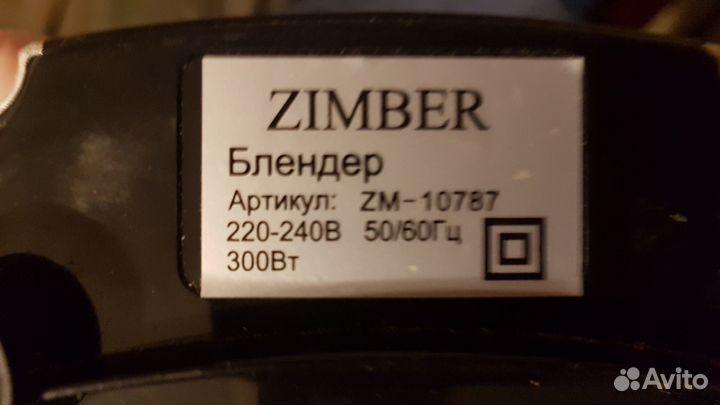 ZIMBER
Блендер
Артикул: ZM-10787
220-240В 50/60Гц
300Вт
Avito